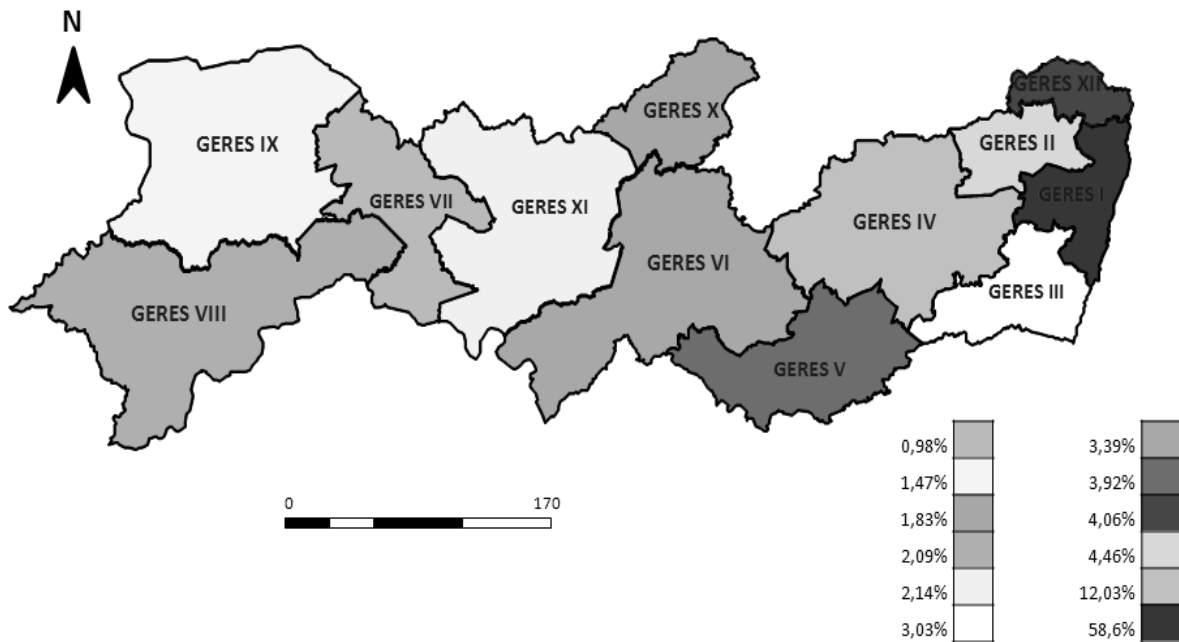 N
GERES XII
GERES X
GERES IX
GERES II
GERES VII
GERES I
GERES XI
GERES IV
GERES VI
GERES III
GERES VIII
GERES V
0 170
0,98% 3,39%
1,47% 3,92%
1,83% 4,06%
2,09% 4,46%
2,14% 12,03%
3,03% 58,6%